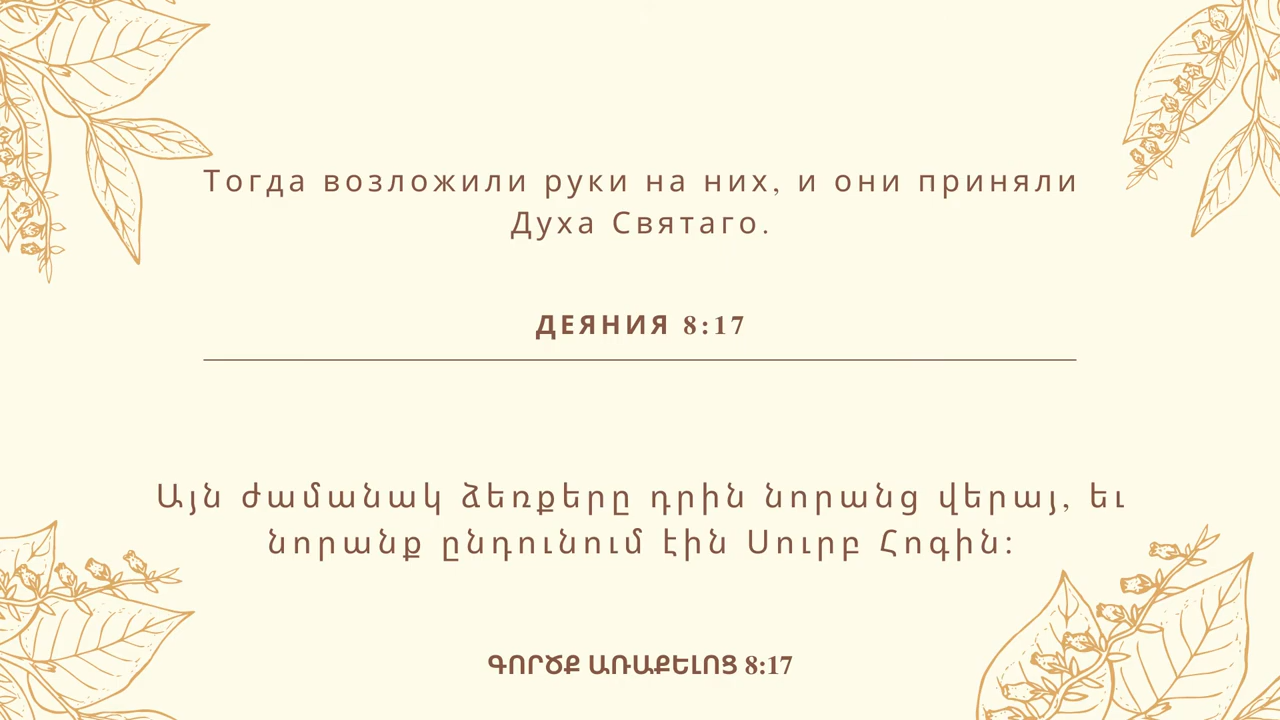 Тогда возложили руки на них, и они приняли
Духа Святаго.
ДЕЯНИЯ 8:17
Այն ժամանակ ձեռքերը դրին նորանց վերայ, եւ
նորանք ընդունում էին Սուրբ Հոգին:
ԳՈՐԾՔ ԱՌԱՔԵԼՈՑ 8:17